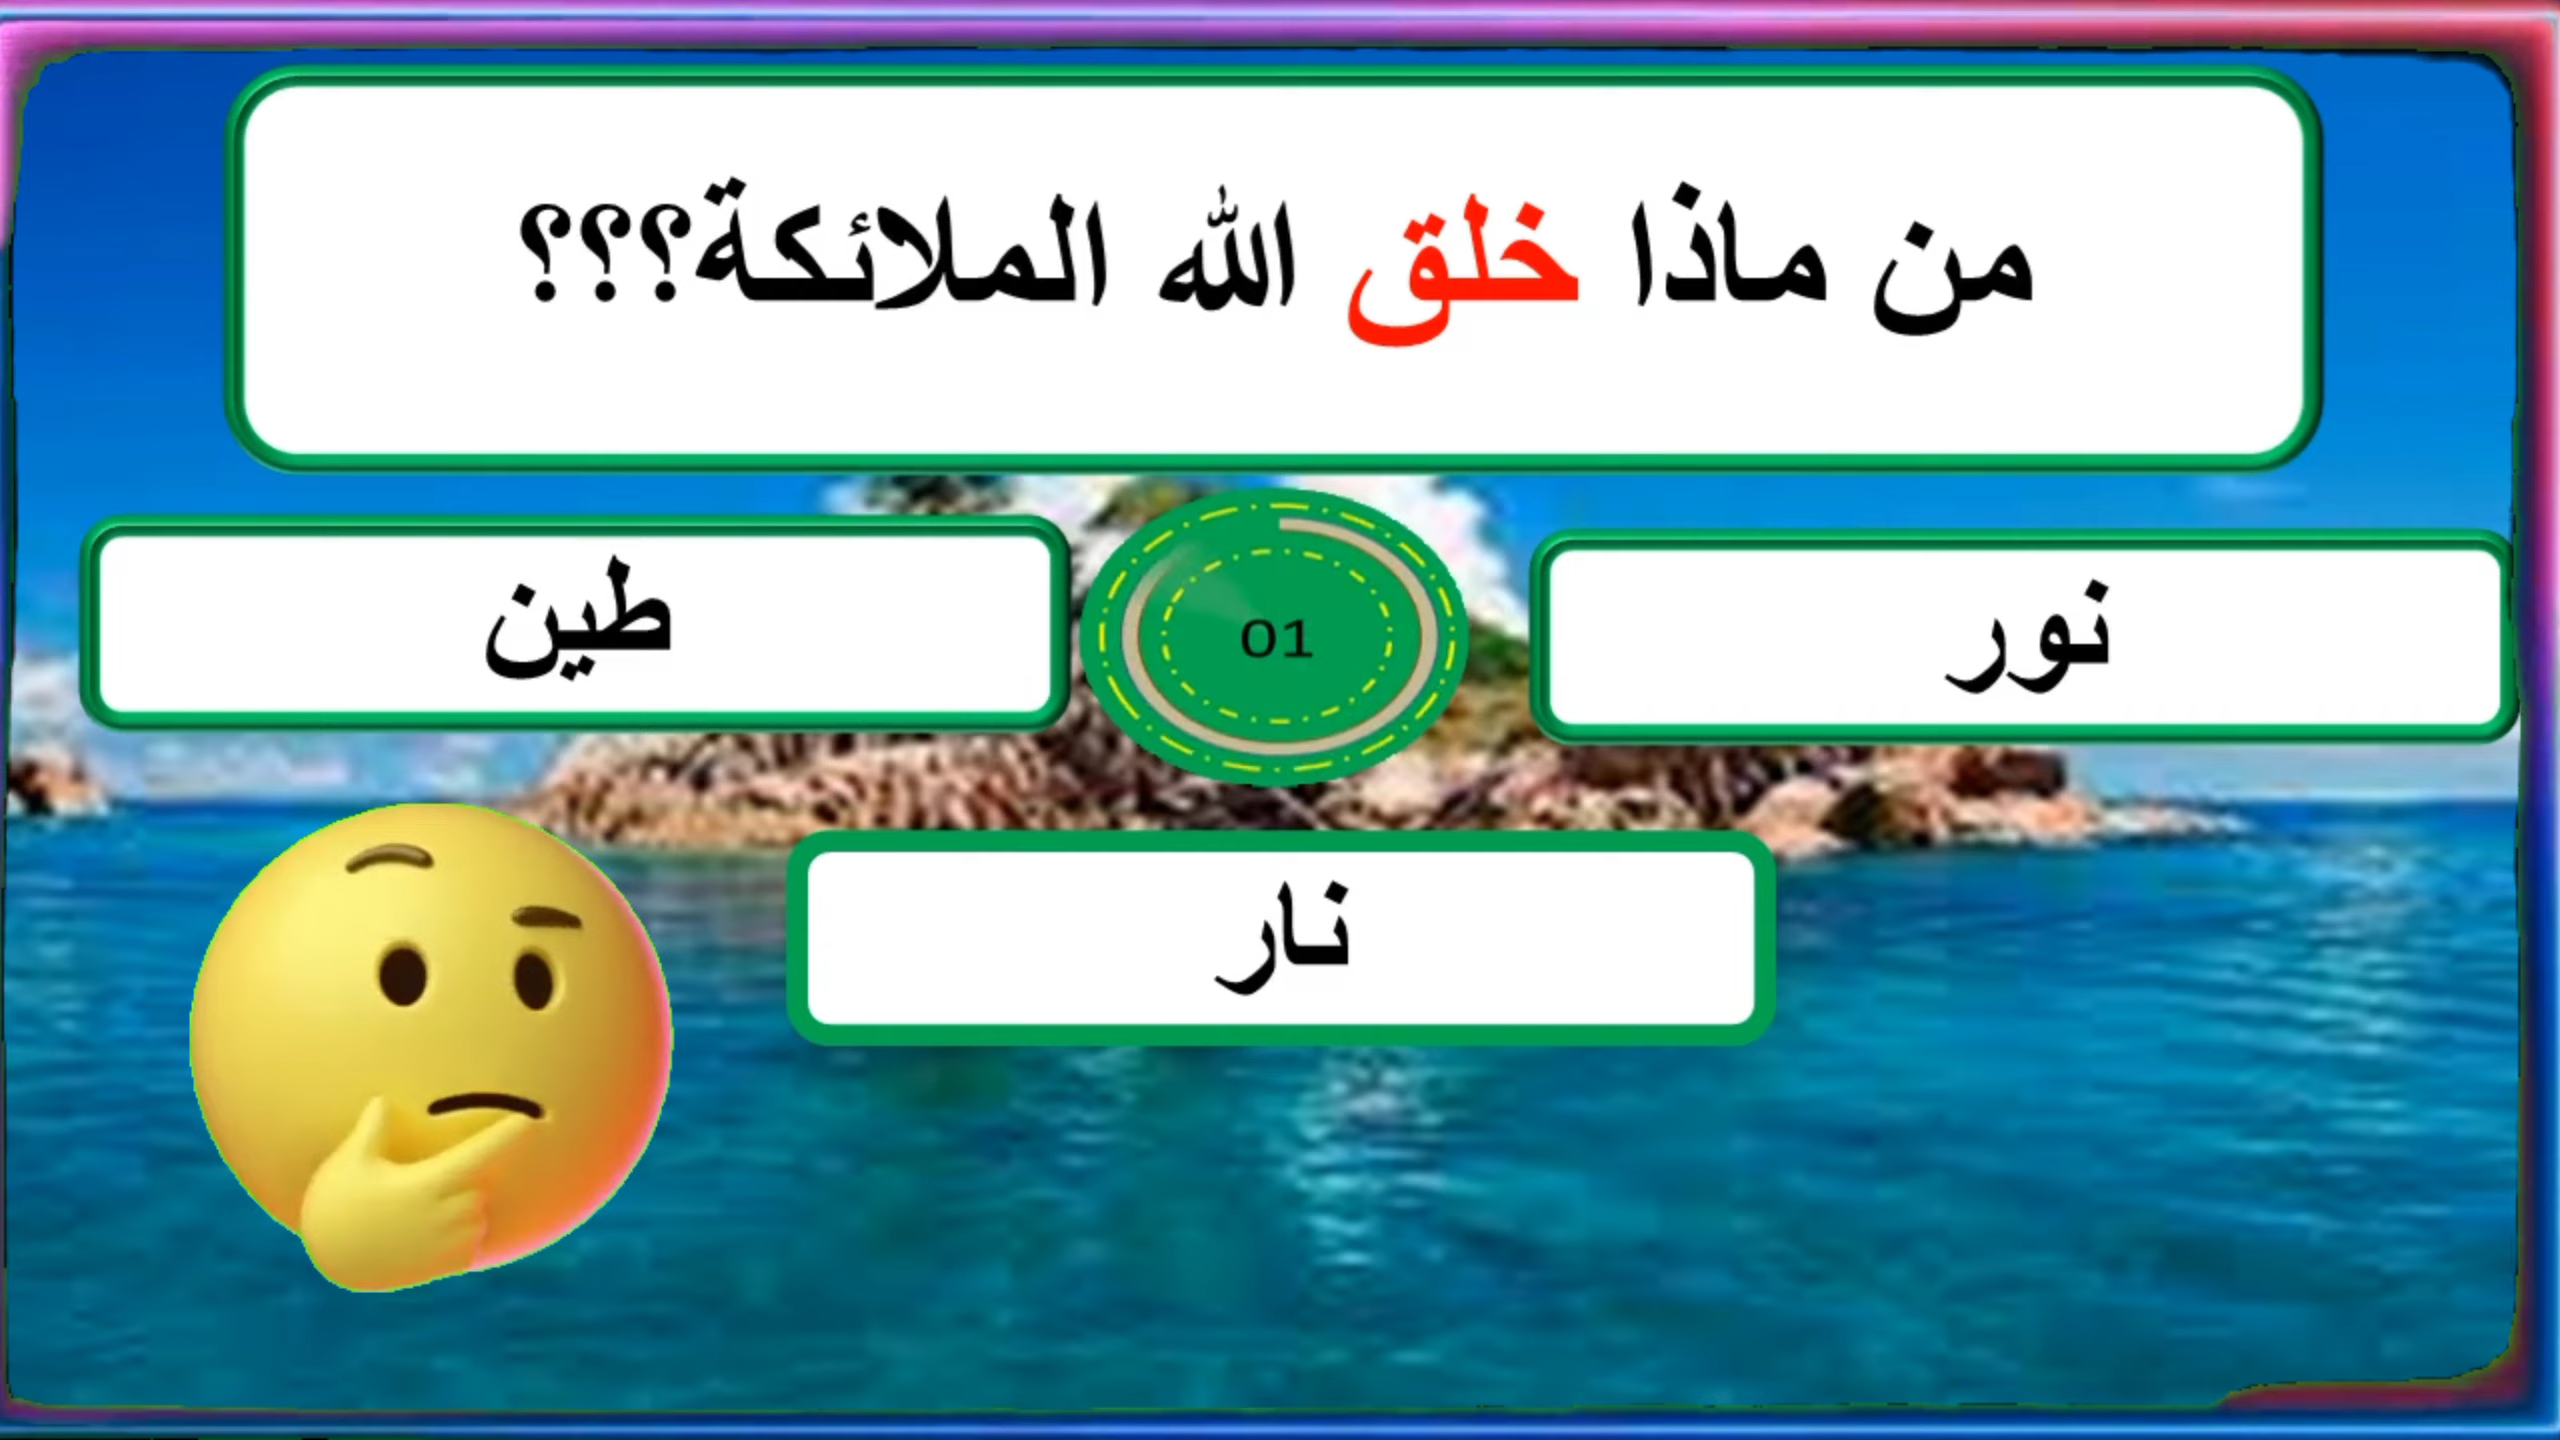 من ماذا خلق الله الملائكة؟؟؟
نور
01
طين
نار